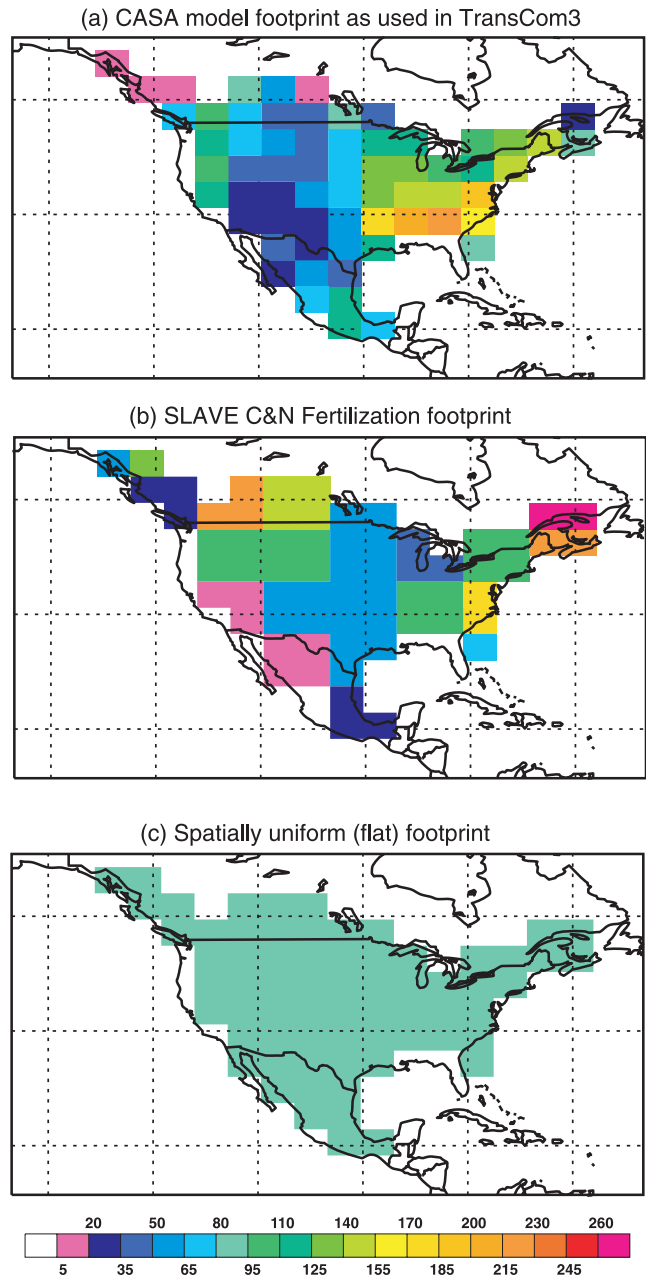 (a) CASA model footprint as used in TransCom3
(b) SLAVE C&N Fertilization footprint
(c) Spatially uniform (flat) footprint
20 50 80 110 140 170 200 230 260
5 35 65 95 125 155 185 215 245